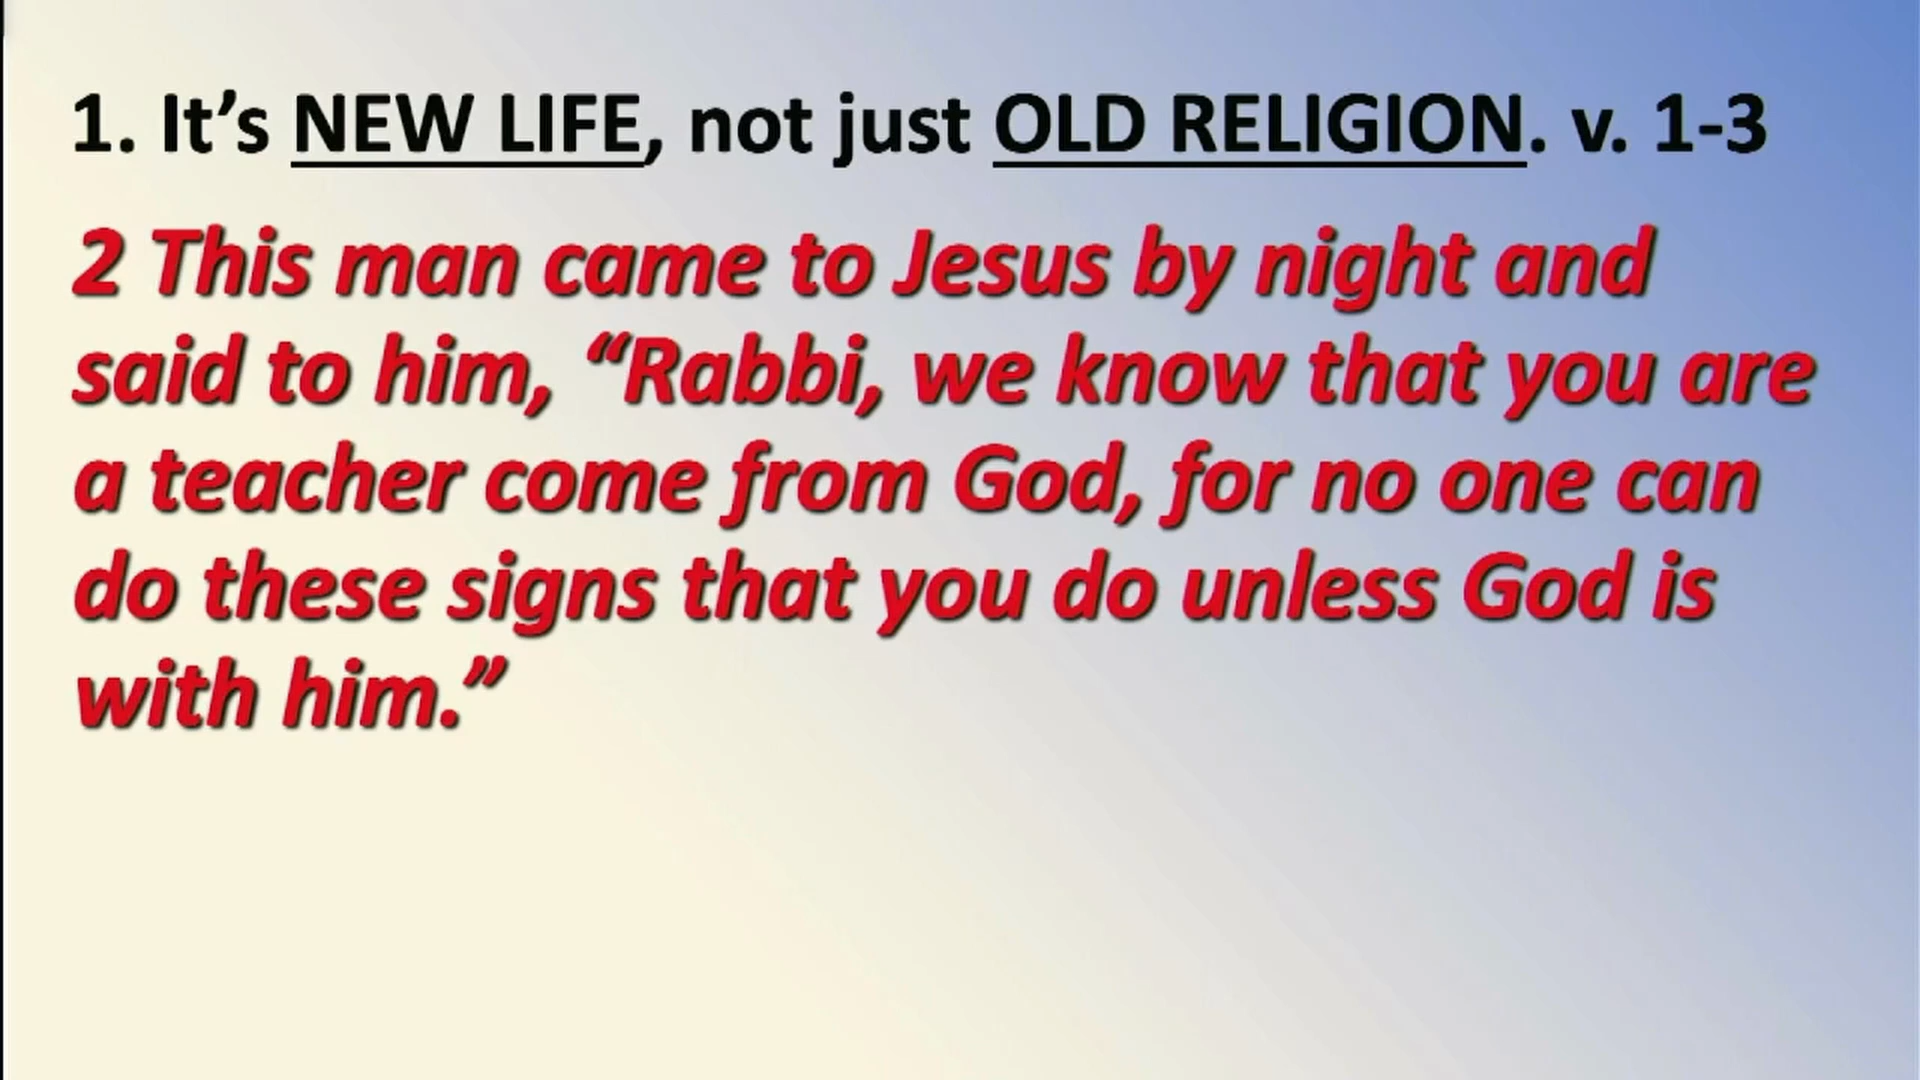 1. It’s NEW LIFE, not just OLD RELIGION. v. 1-3
2 This man came to Jesus by night and
said to him, “Rabbi, we know that you are
a teacher come from God, for no one can
do these signs that you do unless God is
with him.”